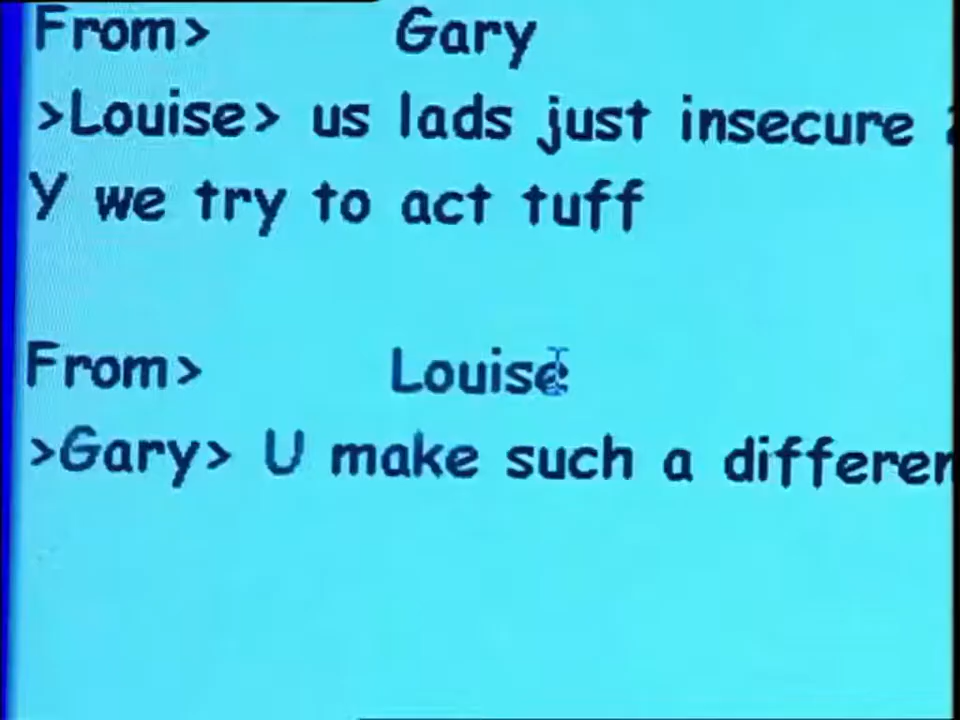 From> Gary
>Louise> us lads just insecure
Y we try to act tuff
From> Louise
>Gary> U make such a differen